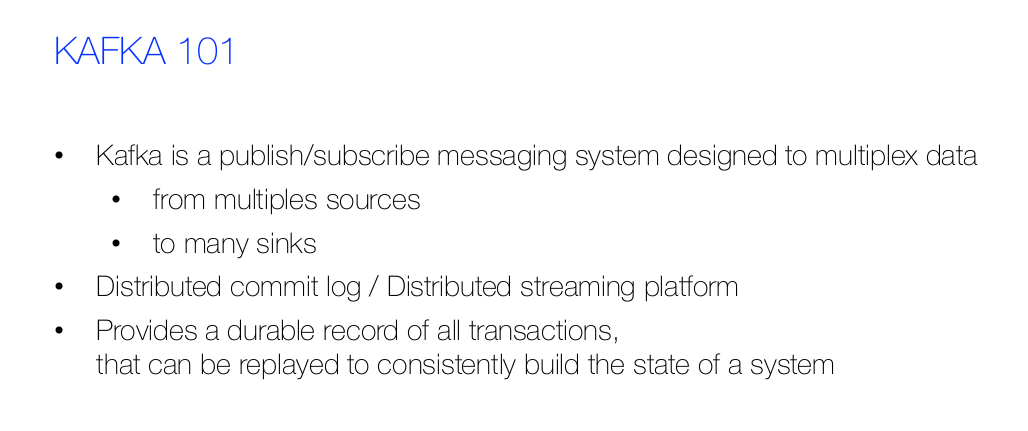 KAFKA 101
• Kafka is a publish/subscribe messaging system designed to multiplex data
• from multiples sources
• to many sinks
• Distributed commit log / Distributed streaming platform
• Provides a durable record of all transactions,
that can be replayed to consistently build the state of a system